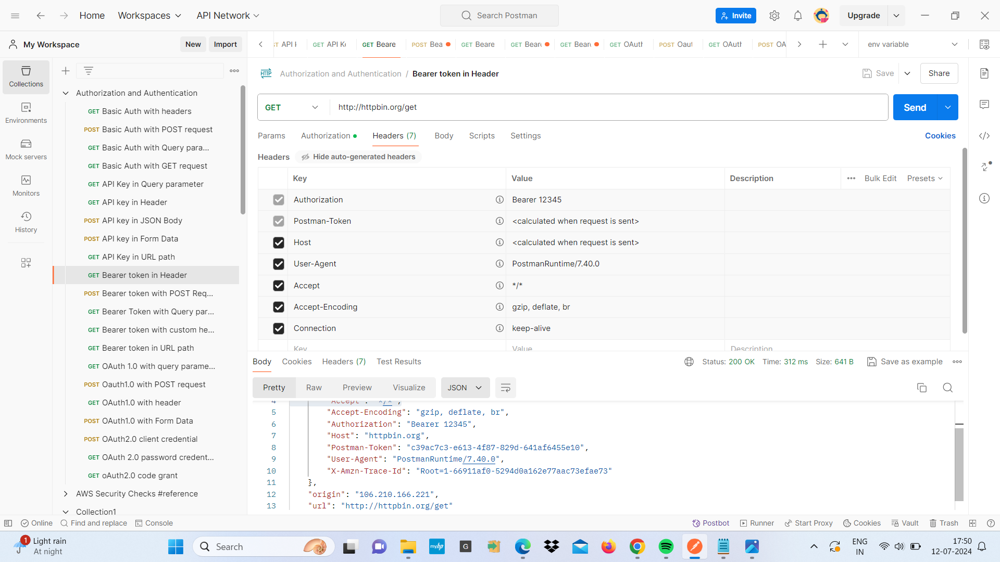 Home
Workspaces
API Network
Search Postman
Invite
Upgrade
My Workspace
New
Import
API
GET API Ke
GET Beare
POST Bea
GET Beare
GET Bear
GET Bear
GET OAuth
POST Oaut
GET OAuth
POST OA
env variable
Collections
Environments
Mock servers
Monitors
History
Authorization and Authentication
GET Basic Auth with headers
POST Basic Auth with POST request
GET Basic Auth with Query para...
GET Basic Auth with GET request
GET API Key in Query parameter
GET API key in Header
POST API key in JSON Body
POST API key in Form Data
GET API Key in URL path
GET Bearer token in Header
POST Bearer token with POST Req...
GET Bearer Token with Query par...
GET Bearer token with custom he...
GET Bearer token in URL path
GET OAuth 1.0 with query parame...
POST Oauth1.0 with POST request
GET OAuth1.0 with header
POST OAuth1.0 with Form Data
POST OAuth2.0 client credential
GET OAuth 2.0 password credent...
GET oAuth2.0 code grant
AWS Security Checks #reference
Collection1
HTTP Authorization and Authentication / Bearer token in Header
Save
Share
GET
http://httpbin.org/get
Send
Params
Authorization
Headers (7)
Body
Scripts
Settings
Cookies
Headers
Hide auto-generated headers
Key Value Description
Bulk Edit
Presets
Authorization Bearer 12345
Postman-Token <calculated when request is sent>
Host <calculated when request is sent>
User-Agent PostmanRuntime/7.40.0
Accept */*
Accept-Encoding gzip, deflate, br
Connection keep-alive
Key Value Description
Body
Cookies
Headers (7)
Test Results
Status: 200 OK
Time: 312 ms
Size: 641 B
Save as example
Pretty
Raw
Preview
Visualize
JSON
4 "Accept": "*/*",
5 "Accept-Encoding": "gzip, deflate, br",
6 "Authorization": "Bearer 12345",
7 "Host": "httpbin.org",
8 "Postman-Token": "c39ac7c3-e613-4f87-829d-641af6455e10",
9 "User-Agent": "PostmanRuntime/7.40.0",
10 "X-Amzn-Trace-Id": "Root=1-66911af0-5294d0a162e77aac73efae73"
11 },
12 "origin": "106.210.166.221",
13 "url": "http://httpbin.org/get"
Online
Find and replace
Console
Postbot
Runner
Start Proxy
Cookies
Vault
Trash
1
Light rain
At night
Search
myhp
G
ENG
IN
17:50
12-07-2024